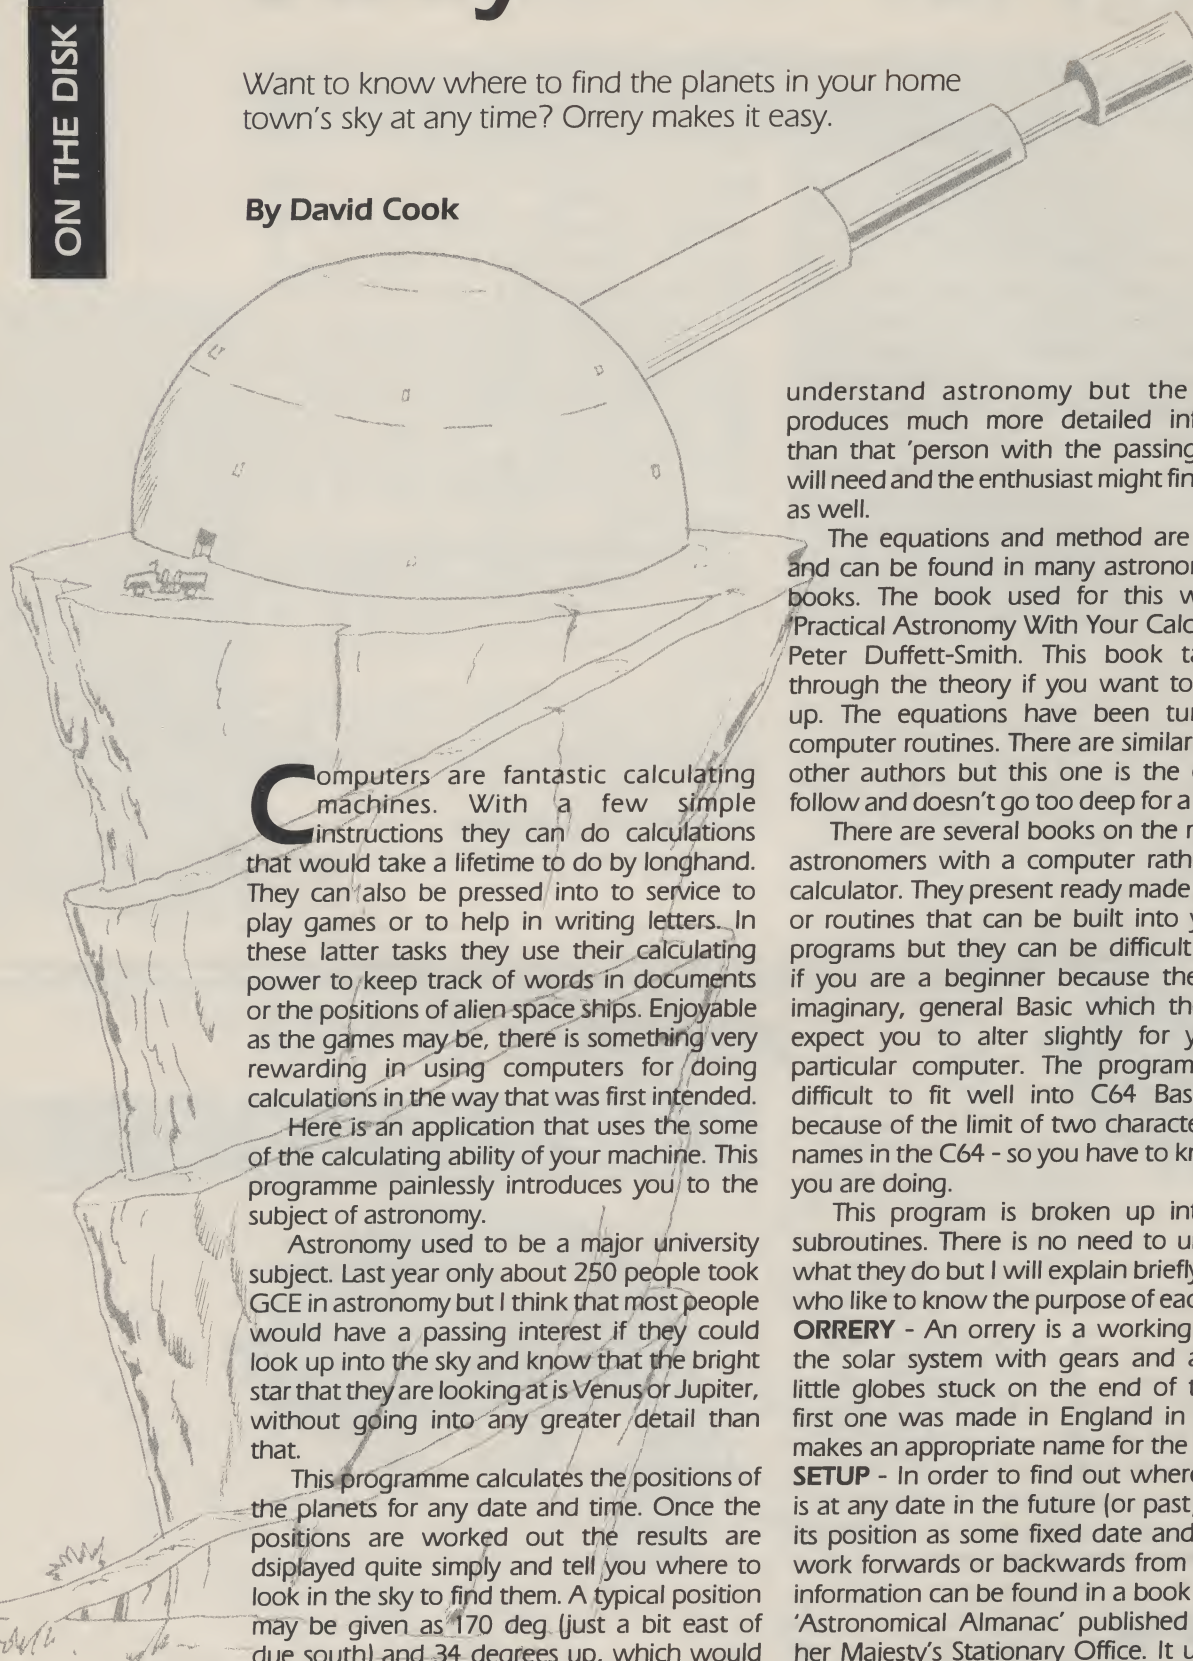 ON THE DISK
Want to know where to find the planets in your home
town's sky at any time? Orrery makes it easy.
By David Cook
Computers are fantastic calculating
machines. With a few simple
instructions they can do calculations
that would take a lifetime to do by longhand.
They can also be pressed into to service to
play games or to help in writing letters. In
these latter tasks they use their calculating
power to keep track of words in documents
or the positions of alien space ships. Enjoyable
as the games may be, there is something very
rewarding in using computers for doing
calculations in the way that was first intended.
Here is an application that uses the some
of the calculating ability of your machine. This
programme painlessly introduces you to the
subject of astronomy.
Astronomy used to be a major university
subject. Last year only about 250 people took
GCE in astronomy but I think that most people
would have a passing interest if they could
look up into the sky and know that the bright
star that they are looking at is Venus or Jupiter,
without going into any greater detail than
that.
This programme calculates the positions of
the planets for any date and time. Once the
positions are worked out the results are
dsiplayed quite simply and tell you where to
look in the sky to find them. A typical position
may be given as 170 deg (just a bit east of
due south) and 34 degrees up, which would
understand astronomy but the
produces much more detailed
than that 'person with the passing
will need and the enthusiast might
as well.
The equations and method are
and can be found in many
books. The book used for this
'Practical Astronomy With Your
Peter Duffett-Smith. This book
through the theory if you want to
up. The equations have been
computer routines. There are
other authors but this one is the
follow and doesn't go too deep for a
There are several books on the
astronomers with a computer
calculator. They present ready made
or routines that can be built into
programs but they can be difficult
if you are a beginner because
imaginary, general Basic which
expect you to alter slightly for
particular computer. The
difficult to fit well into C64
because of the limit of two
names in the C64 - so you have to
you are doing.
This program is broken up
subroutines. There is no need to
what they do but I will explain briefly
who like to know the purpose of
ORRERY - An orrery is a working
the solar system with gears and
little globes stuck on the end of
first one was made in England in
makes an appropriate name for the
SETUP - In order to find out where
is at any date in the future (or past
its position as some fixed date and
work forwards or backwards from
information can be found in a book
'Astronomical Almanac' published
her Majesty's Stationary Office. It